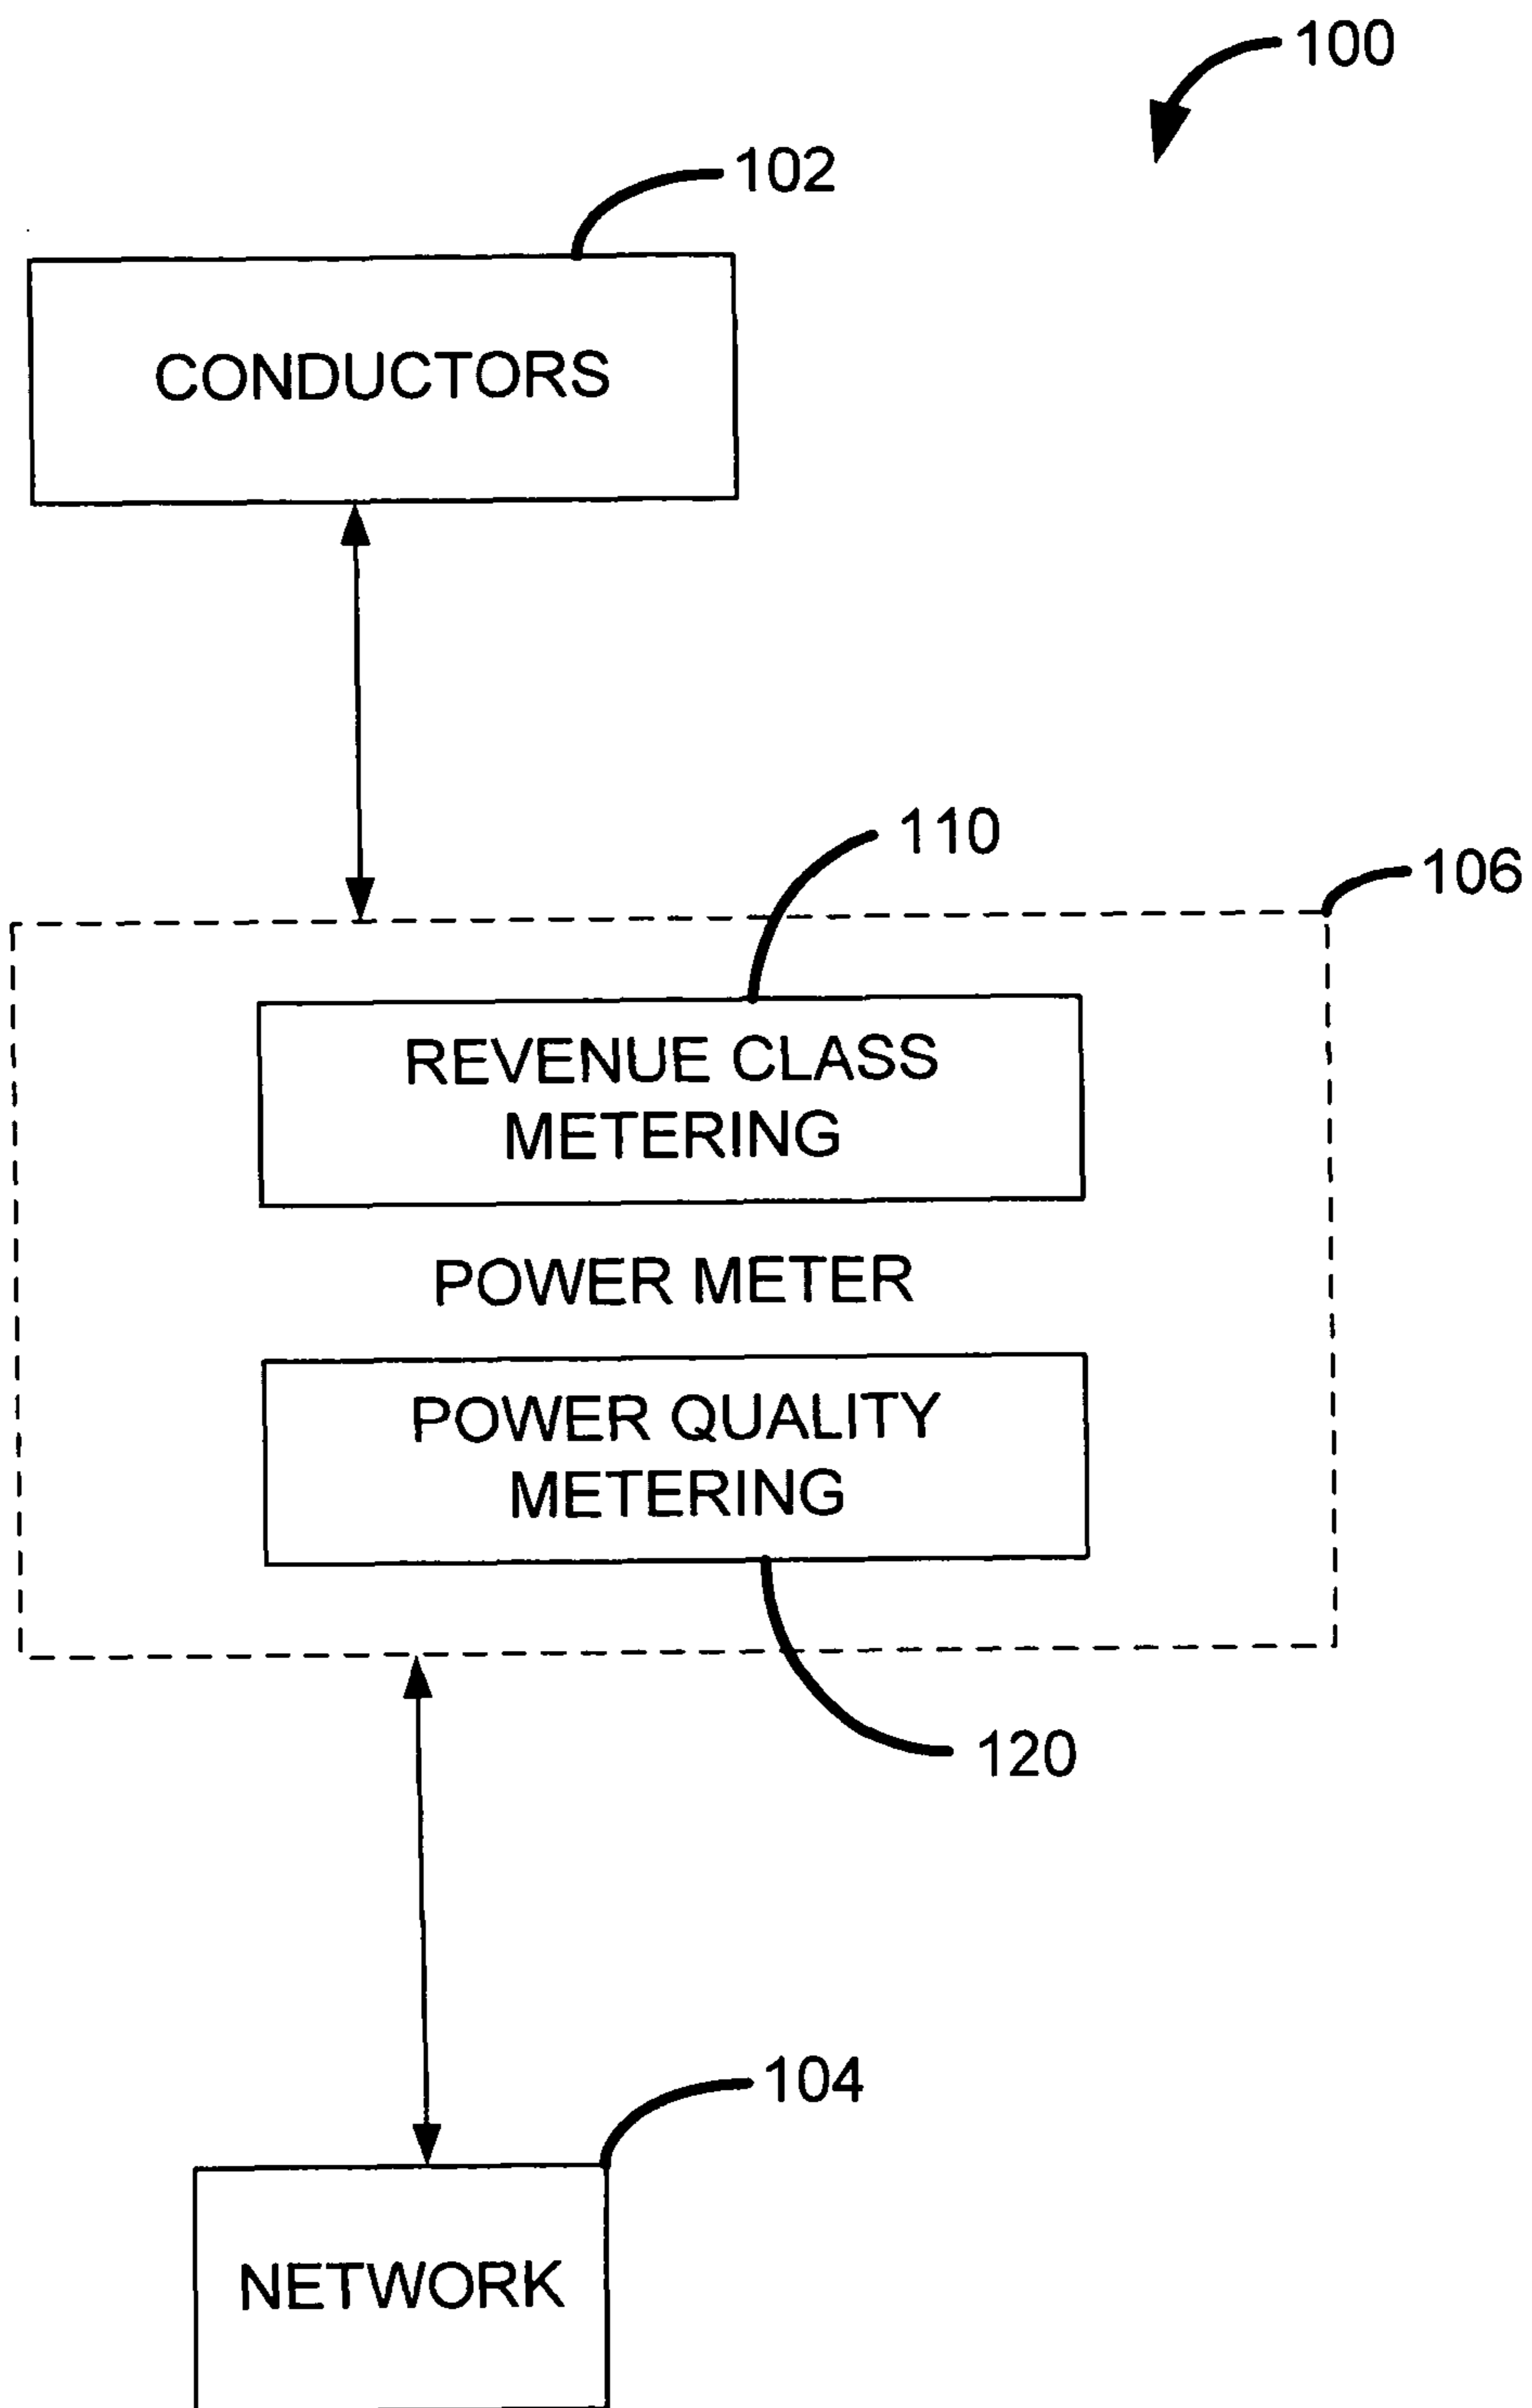 100
102
CONDUCTORS
110
106
REVENUE CLASS
METERING
POWER METER
POWER QUALITY
METERING
120
104
NETWORK